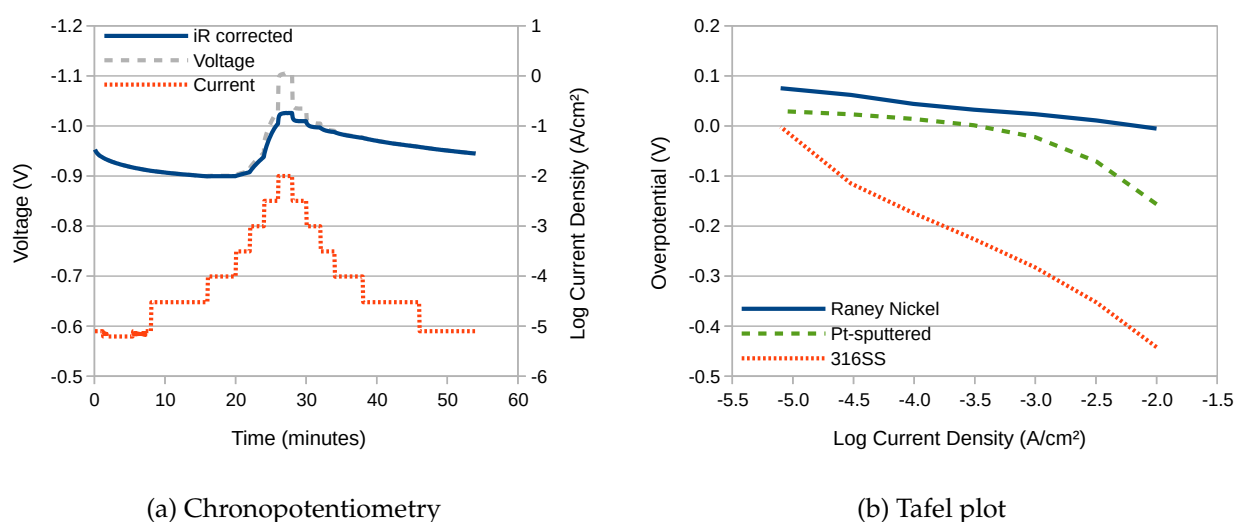 -1.2
-1.1
-1.0
-0.9
-0.8
-0.7
-0.6
-0.5
Voltage (V)
iR corrected
Voltage
Current
1
0
-1
-2
-3
-4
-5
-6
Log Current Density (A/cm²)
0 10 20 30 40 50 60
Time (minutes)
(a) Chronopotentiometry
0.2
0.1
0.0
-0.1
-0.2
-0.3
-0.4
-0.5
Overpotential (V)
Raney Nickel
Pt-sputtered
316SS
-5.5 -5.0 -4.5 -4.0 -3.5 -3.0 -2.5 -2.0 -1.5
Log Current Density (A/cm²)
(b) Tafel plot